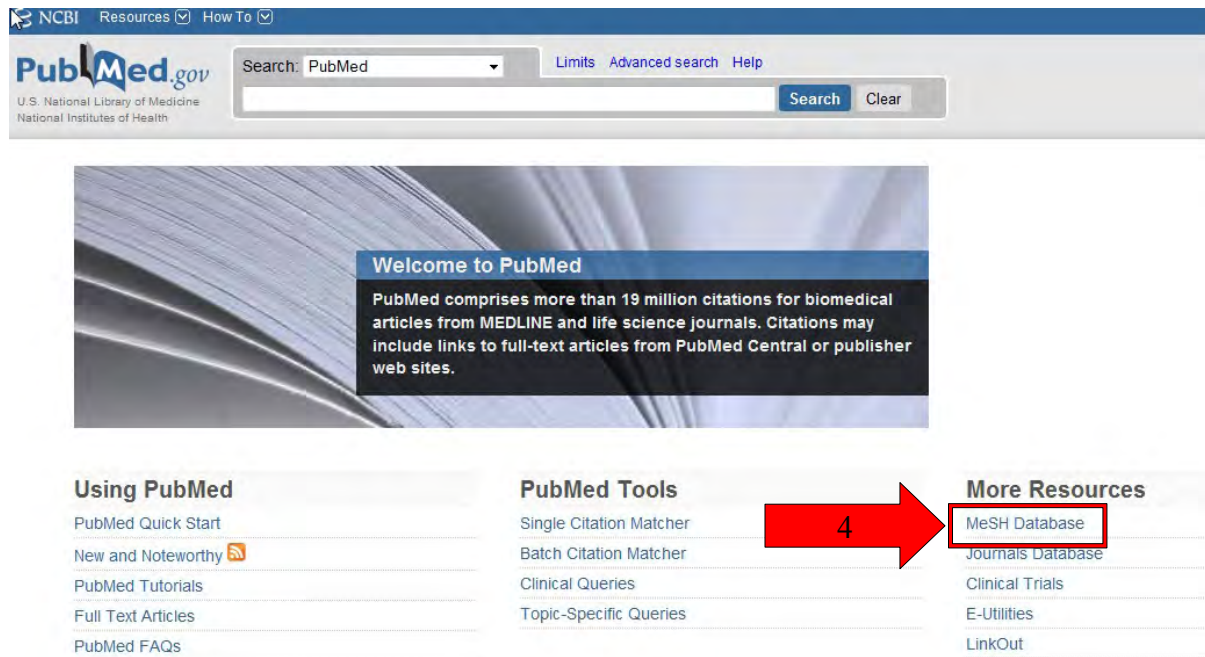 NCBI Resources How To
PubMed.gov
U.S. National Library of Medicine
National Institutes of Health
Search: PubMed
Limits Advanced search Help
Search Clear
Welcome to PubMed
PubMed comprises more than 19 million citations for biomedical
articles from MEDLINE and life science journals. Citations may
include links to full-text articles from PubMed Central or publisher
web sites.
Using PubMed
PubMed Quick Start
New and Noteworthy
PubMed Tutorials
Full Text Articles
PubMed FAQs
PubMed Tools
Single Citation Matcher
Batch Citation Matcher
Clinical Queries
Topic-Specific Queries
4
More Resources
MeSH Database
Journals Database
Clinical Trials
E-Utilities
LinkOut